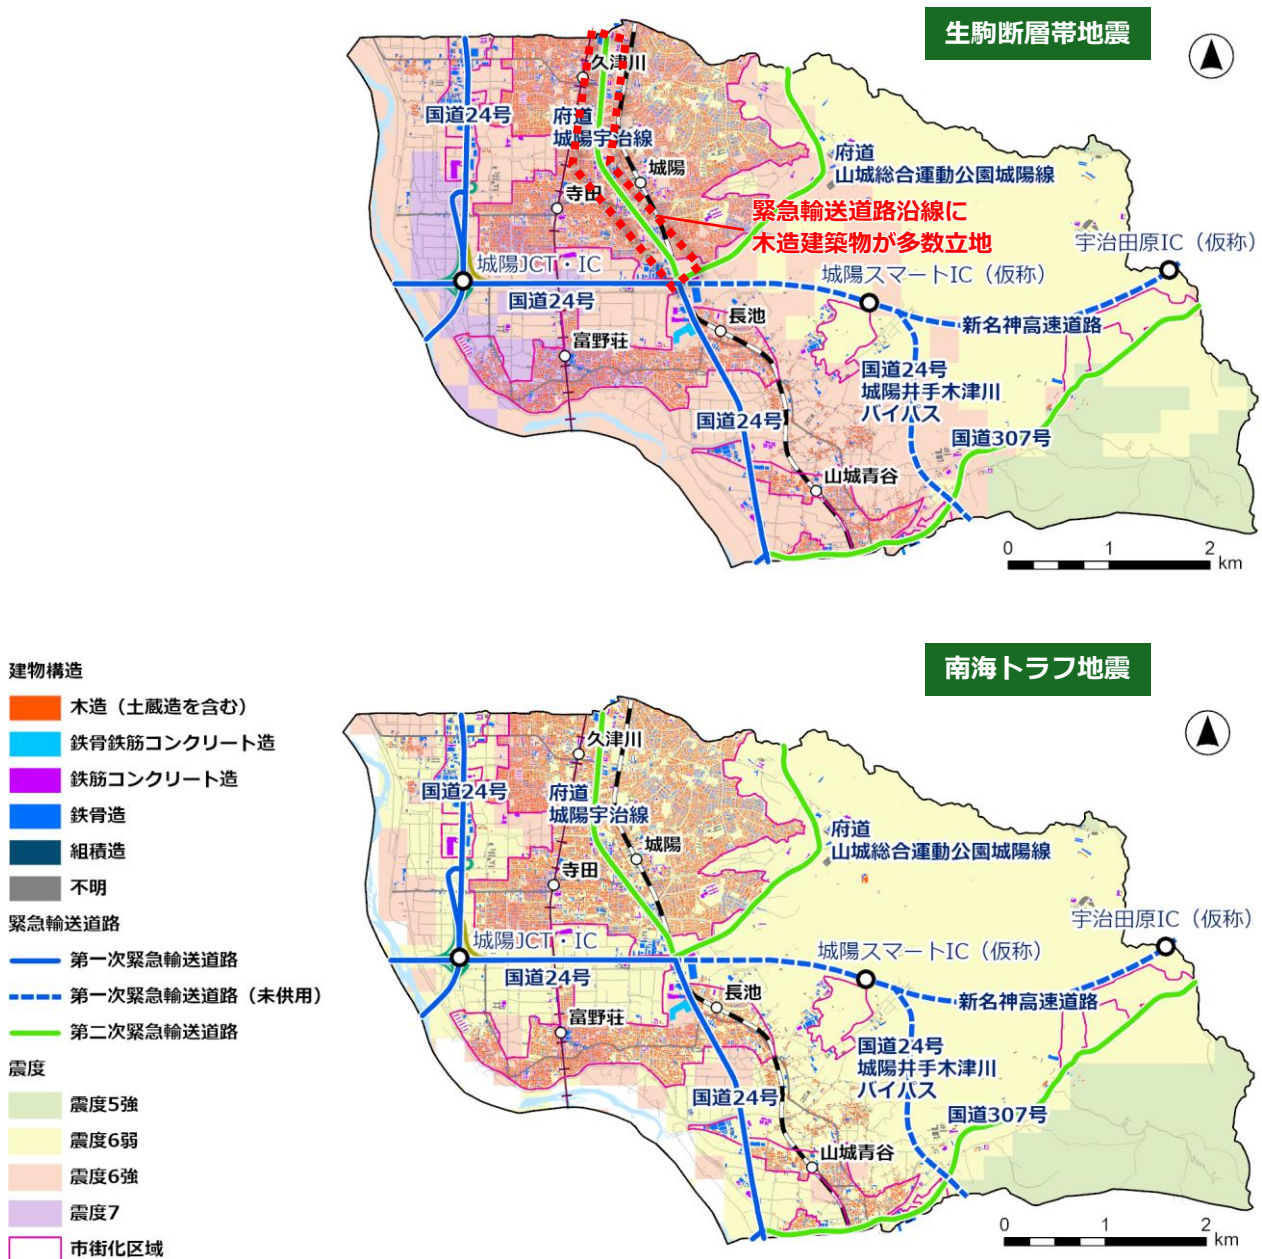 生駒断層帯地震
久津川
国道24号
府道
城陽宇治線
城陽
府道
山城総合運動公園城陽線
寺田
緊急輸送道路沿線に
木造建築物が多数立地
宇治田原IC（仮称）
城陽JCT・IC
城陽スマートIC（仮称）
国道24号
長池
新名神高速道路
富野荘
国道24号
城陽井手木津川
バイパス
国道24号
国道307号
山城青谷
0 1 2
km
南海トラフ地震
建物構造
木造（土蔵造を含む）
鉄骨鉄筋コンクリート造
鉄筋コンクリート造
鉄骨造
組積造
不明
緊急輸送道路
第一次緊急輸送道路
第一次緊急輸送道路（未供用）
第二次緊急輸送道路
震度
震度5強
震度6弱
震度6強
震度7
市街化区域
久津川
国道24号
府道
城陽宇治線
城陽
府道
山城総合運動公園城陽線
寺田
宇治田原IC（仮称）
城陽JCT・IC
城陽スマートIC（仮称）
国道24号
長池
新名神高速道路
富野荘
国道24号
城陽井手木津川
バイパス
国道24号
国道307号
山城青谷
0 1 2
km